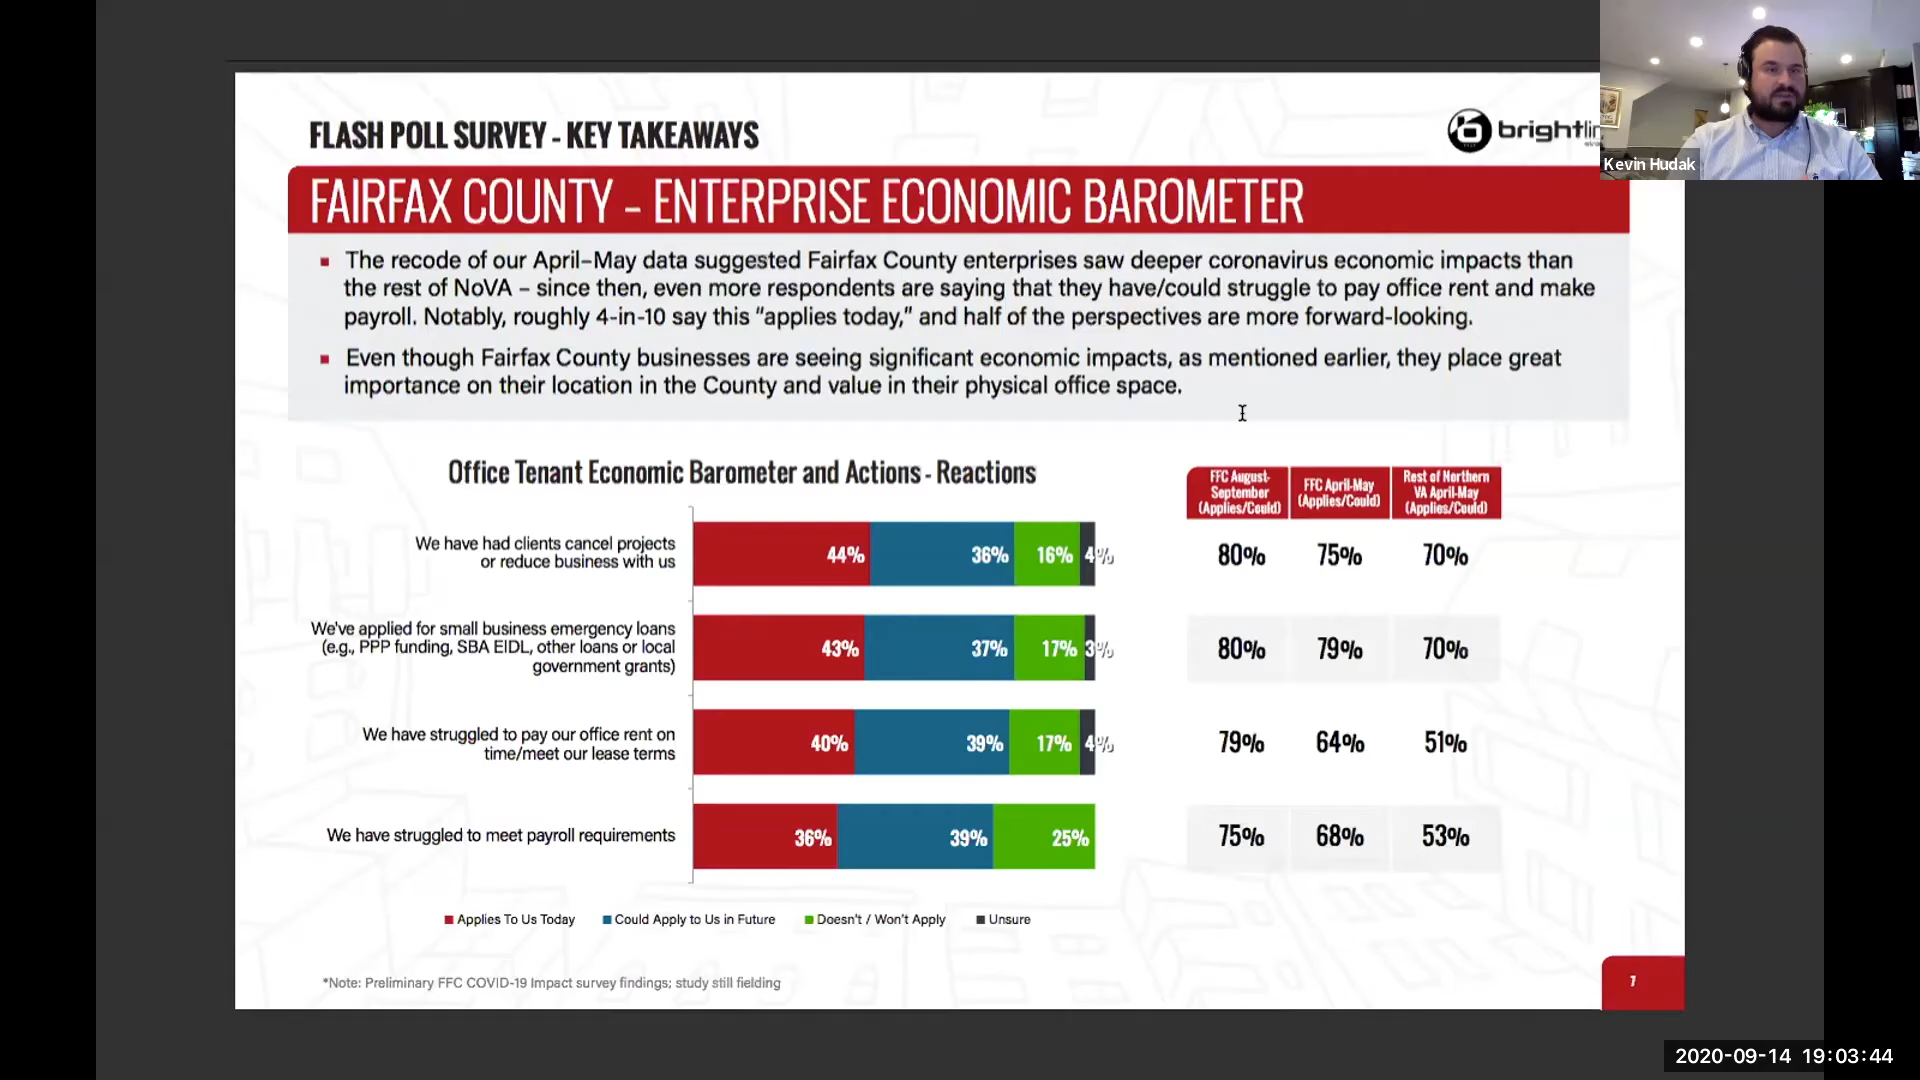 Kevin Hudak
FLASH POLL SURVEY - KEY TAKEAWAYS
FAIRFAX COUNTY – ENTERPRISE ECONOMIC BAROMETER
▪ The recode of our April–May data suggested Fairfax County enterprises saw deeper coronavirus economic impacts than
the rest of NoVA – since then, even more respondents are saying that they have/could struggle to pay office rent and make
payroll. Notably, roughly 4-in-10 say this “applies today,” and half of the perspectives are more forward-looking.
▪ Even though Fairfax County businesses are seeing significant economic impacts, as mentioned earlier, they place great
importance on their location in the County and value in their physical office space.
Office Tenant Economic Barometer and Actions - Reactions
FFC August-
September
(Applies/Could)
FFC April-May
(Applies/Could)
Rest of Northern
VA April-May
(Applies/Could)
We have had clients cancel projects
or reduce business with us
44% 36% 16% 4%
80% 75% 70%
We've applied for small business emergency loans
(e.g., PPP funding, SBA EIDL, other loans or local
government grants)
43% 37% 17% 3%
80% 79% 70%
We have struggled to pay our office rent on
time/meet our lease terms
40% 39% 17% 4%
79% 64% 51%
We have struggled to meet payroll requirements
36% 39% 25%
75% 68% 53%
Applies To Us Today Could Apply to Us in Future Doesn't / Won't Apply Unsure
*Note: Preliminary FFC COVID-19 Impact survey findings; study still fielding
7
2020-09-14 19:03:44